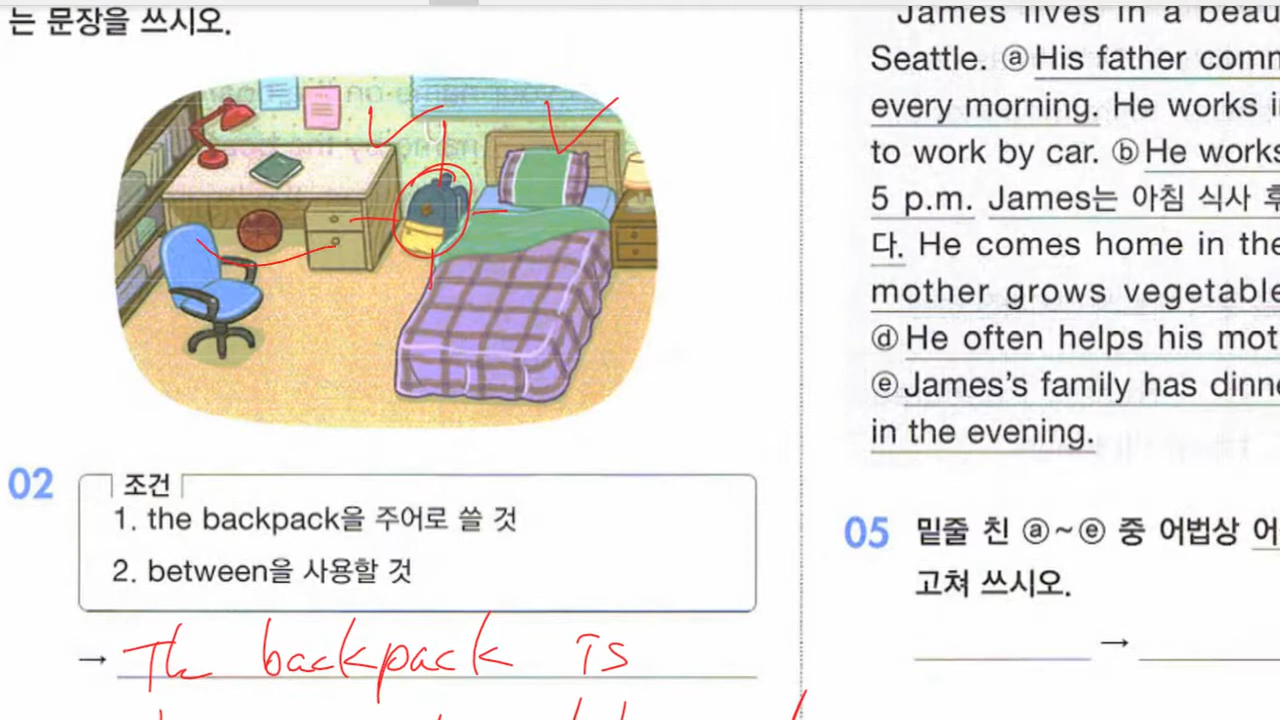 는 문장을 쓰시오.
02
조건
1. the backpack을 주어로 쓸 것
2. between을 사용할 것
→ The backpack is
James lives in a beau
Seattle. ⓐ His father comm
every morning. He works i
to work by car. ⓑ He works
5 p.m. James는 아침 식사 후
다. He comes home in the
mother grows vegetable
ⓓ He often helps his mot
ⓔ James's family has dinne
in the evening.
05 밑줄 친 ⓐ~ⓔ 중 어법상 어
고쳐 쓰시오.
→